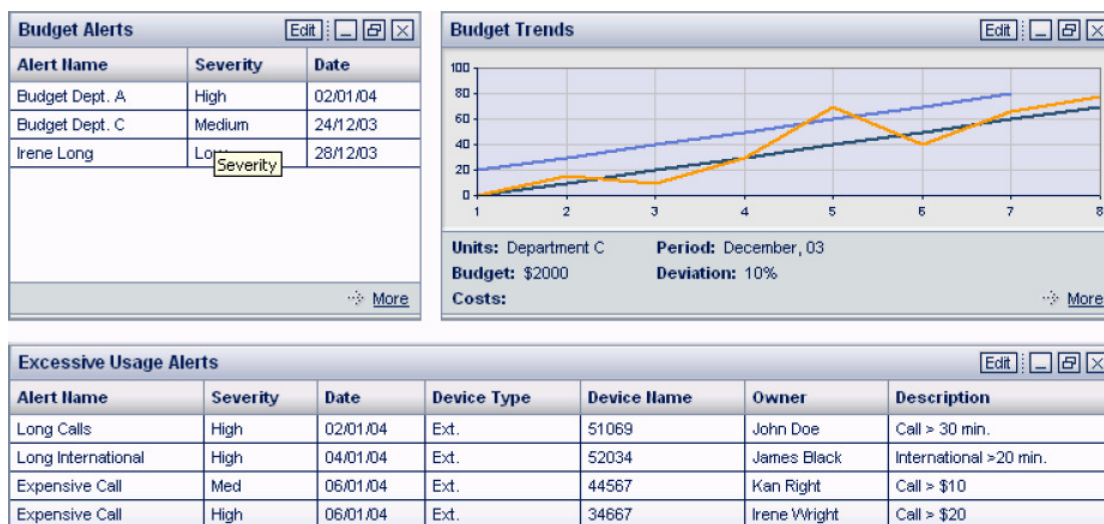 Budget Alerts Edit
Alert Name Severity Date
Budget Dept. A High 02/01/04
Budget Dept. C Medium 24/12/03
Irene Long Low 28/12/03
Severity
More
Budget Trends Edit
100
80
60
40
20
0
1 2 3 4 5 6 7 8
Units: Department C Period: December, 03
Budget: $2000 Deviation: 10%
Costs:
More
Excessive Usage Alerts Edit
Alert Name Severity Date Device Type Device Name Owner Description
Long Calls High 02/01/04 Ext. 51069 John Doe Call > 30 min.
Long International High 04/01/04 Ext. 52034 James Black International >20 min.
Expensive Call Med 06/01/04 Ext. 44567 Kan Right Call > $10
Expensive Call High 06/01/04 Ext. 34667 Irene Wright Call > $20